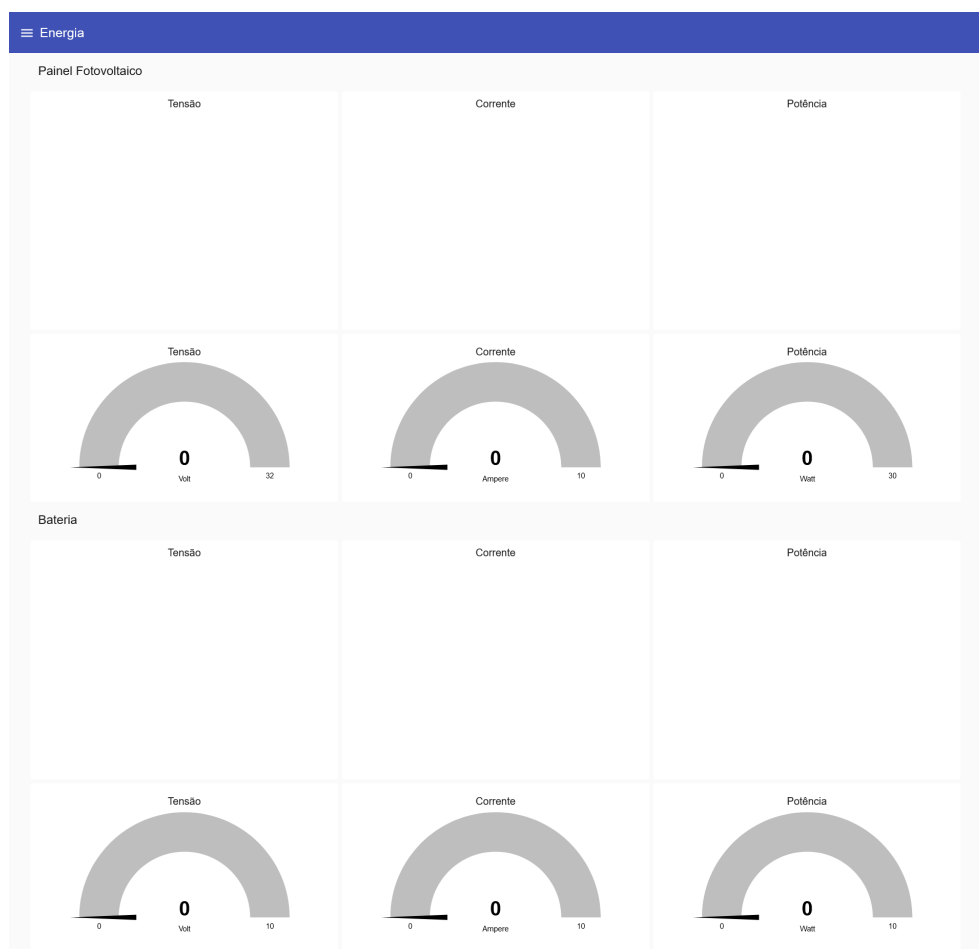 Energia
Painel Fotovoltaico
Tensão Corrente Potência
Tensão Corrente Potência
0 0 0
0 Volt 32 0 Ampere 10 0 Watt 30
Bateria
Tensão Corrente Potência
Tensão Corrente Potência
0 0 0
0 Volt 10 0 Ampere 10 0 Watt 10